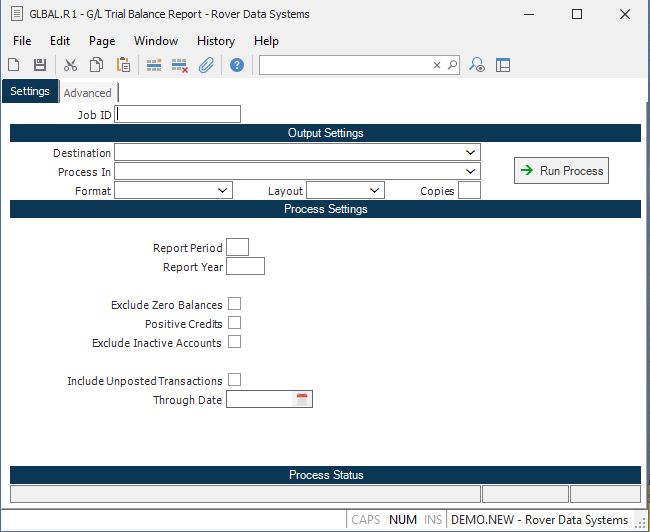 GLBAL.R1 - G/L Trial Balance Report - Rover Data Systems
File Edit Page Window History Help
Settings Advanced
Job ID
Output Settings
Destination
Process In
Run Process
Format Layout Copies
Process Settings
Report Period
Report Year
Exclude Zero Balances
Positive Credits
Exclude Inactive Accounts
Include Unposted Transactions
Through Date
Process Status
CAPS NUM INS DEMO.NEW - Rover Data Systems